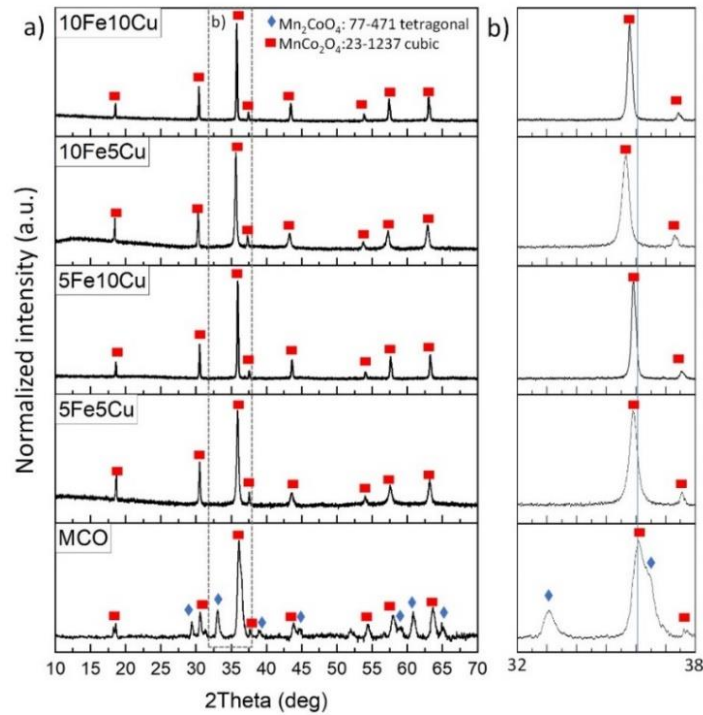 a)
b)
10Fe10Cu
b)
Mn₂CoO₄: 77-471 tetragonal
MnCo₂O₄:23-1237 cubic
10Fe5Cu
5Fe10Cu
5Fe5Cu
MCO
Normalized intensity (a.u.)
10 15 20 25 30 35 40 45 50 55 60 65 70
32 38
2Theta (deg)